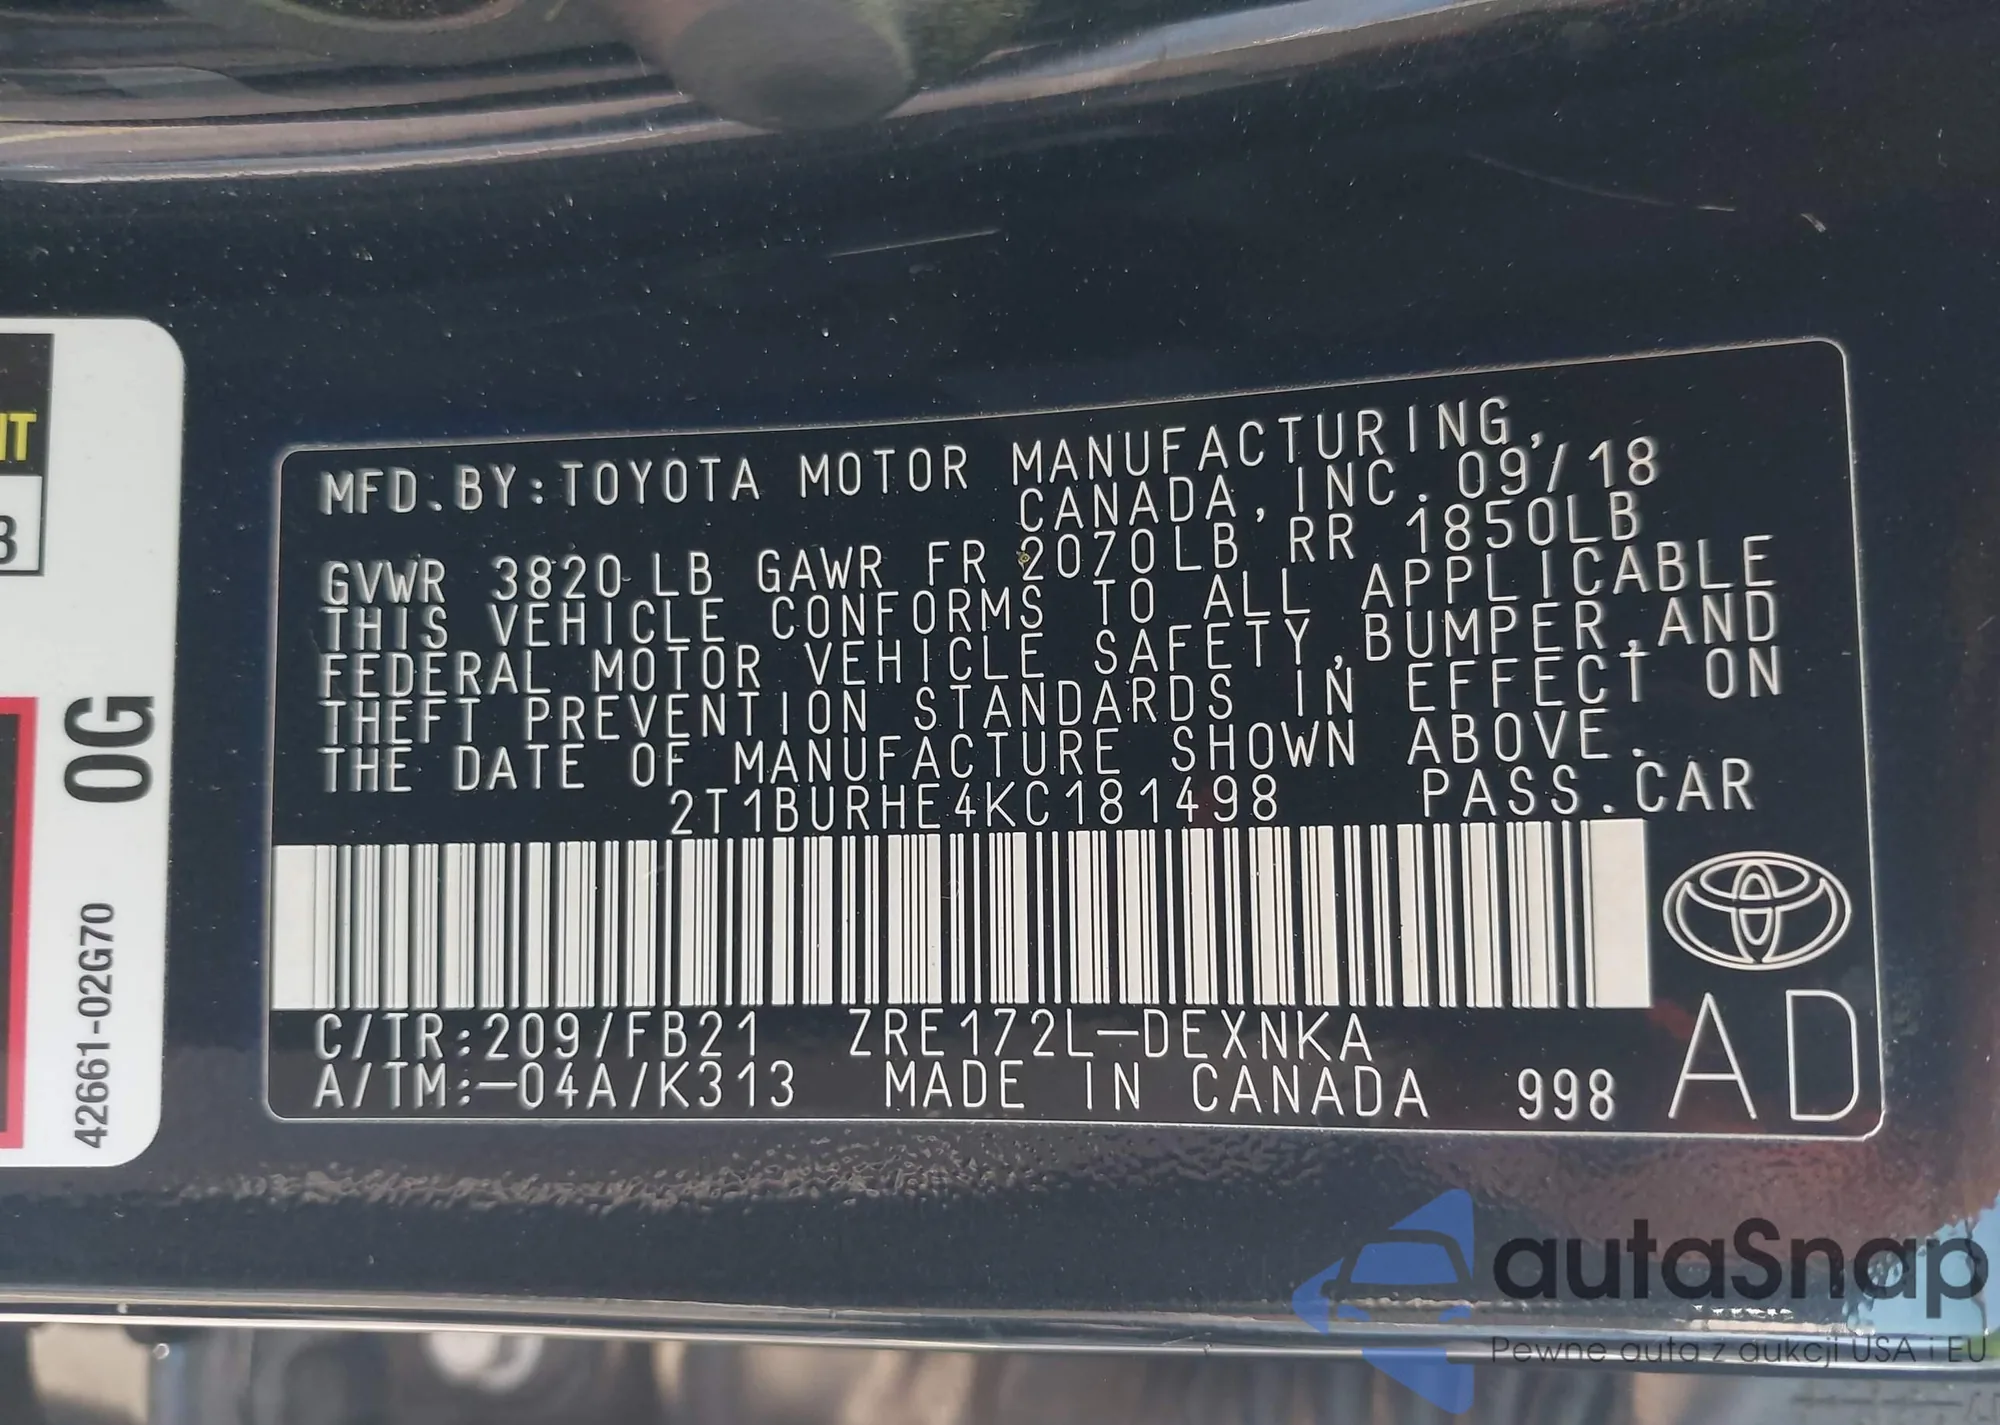 MFD.BY:TOYOTA MOTOR MANUFACTURING,
CANADA,INC. 09/18
GVWR 3820 LB GAWR FR 2070LB RR 1850LB
THIS VEHICLE CONFORMS TO ALL APPLICABLE
FEDERAL MOTOR VEHICLE SAFETY,BUMPER,AND
THEFT PREVENTION STANDARDS IN EFFECT ON
THE DATE OF MANUFACTURE SHOWN ABOVE.
2T1BURHE4KC181498 PASS.CAR
C/TR:209/FB21 ZRE172L-DEXNKA
A/TM:-04A/K313 MADE IN CANADA 998 AD
0G
42661-02G70
autaSnap
Pewne auta z aukcji USA i EU